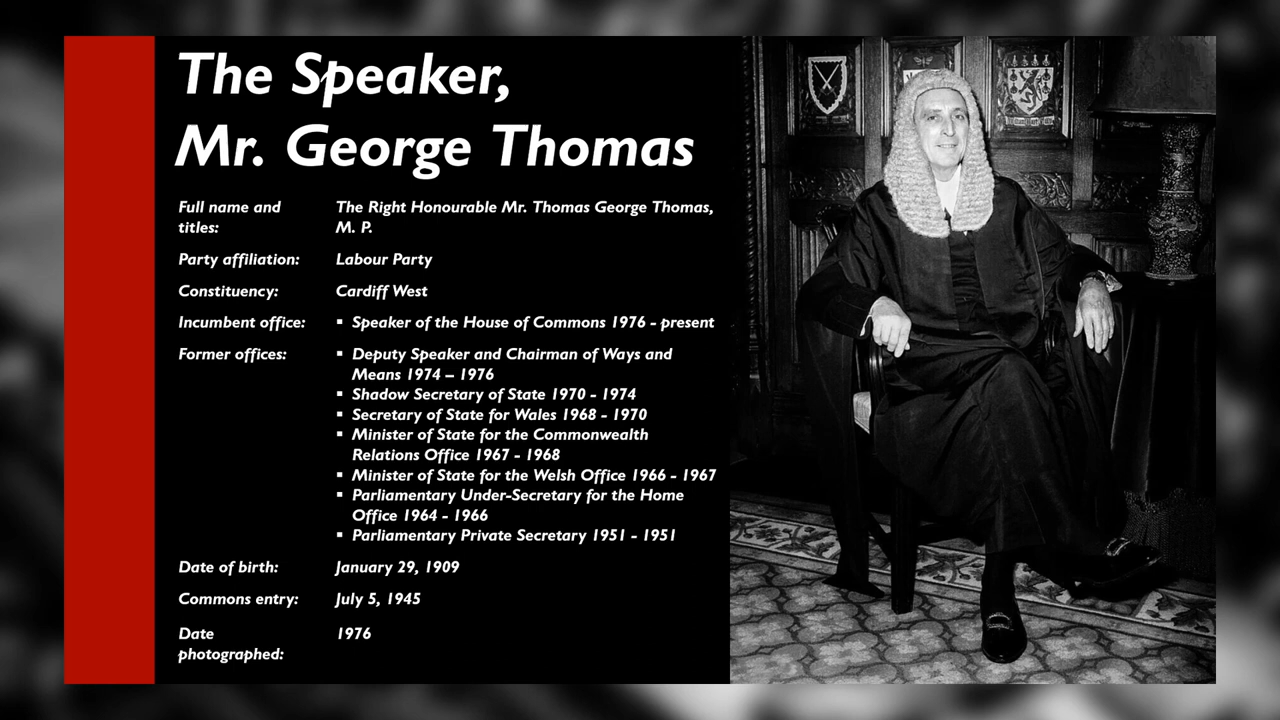 The Speaker,
Mr. George Thomas
Full name and
titles:
The Right Honourable Mr. Thomas George Thomas,
M. P.
Party affiliation:
Labour Party
Constituency:
Cardiff West
Incumbent office:
▪ Speaker of the House of Commons 1976 - present
Former offices:
▪ Deputy Speaker and Chairman of Ways and
Means 1974 – 1976
▪ Shadow Secretary of State 1970 - 1974
▪ Secretary of State for Wales 1968 - 1970
▪ Minister of State for the Commonwealth
Relations Office 1967 - 1968
▪ Minister of State for the Welsh Office 1966 - 1967
▪ Parliamentary Under-Secretary for the Home
Office 1964 - 1966
▪ Parliamentary Private Secretary 1951 - 1951
Date of birth:
January 29, 1909
Commons entry:
July 5, 1945
Date
photographed:
1976